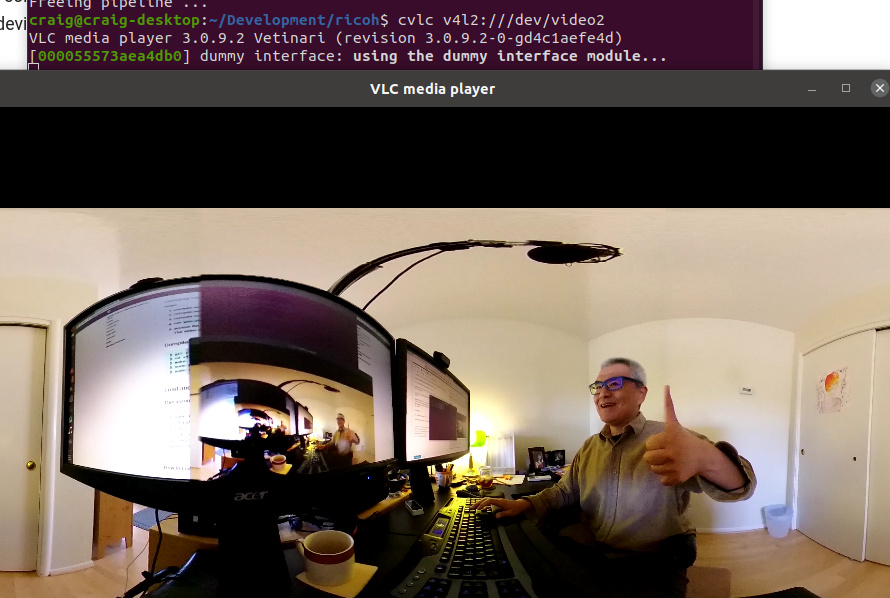 Freeing pipeline ...
devi
craig@craig-desktop:~/Development/ricoh$ cvlc v4l2:///dev/video2
VLC media player 3.0.9.2 Vetinari (revision 3.0.9.2-0-gd4c1aefe4d)
[000055573aea4db0] dummy interface: using the dummy interface module...
VLC media player
acer